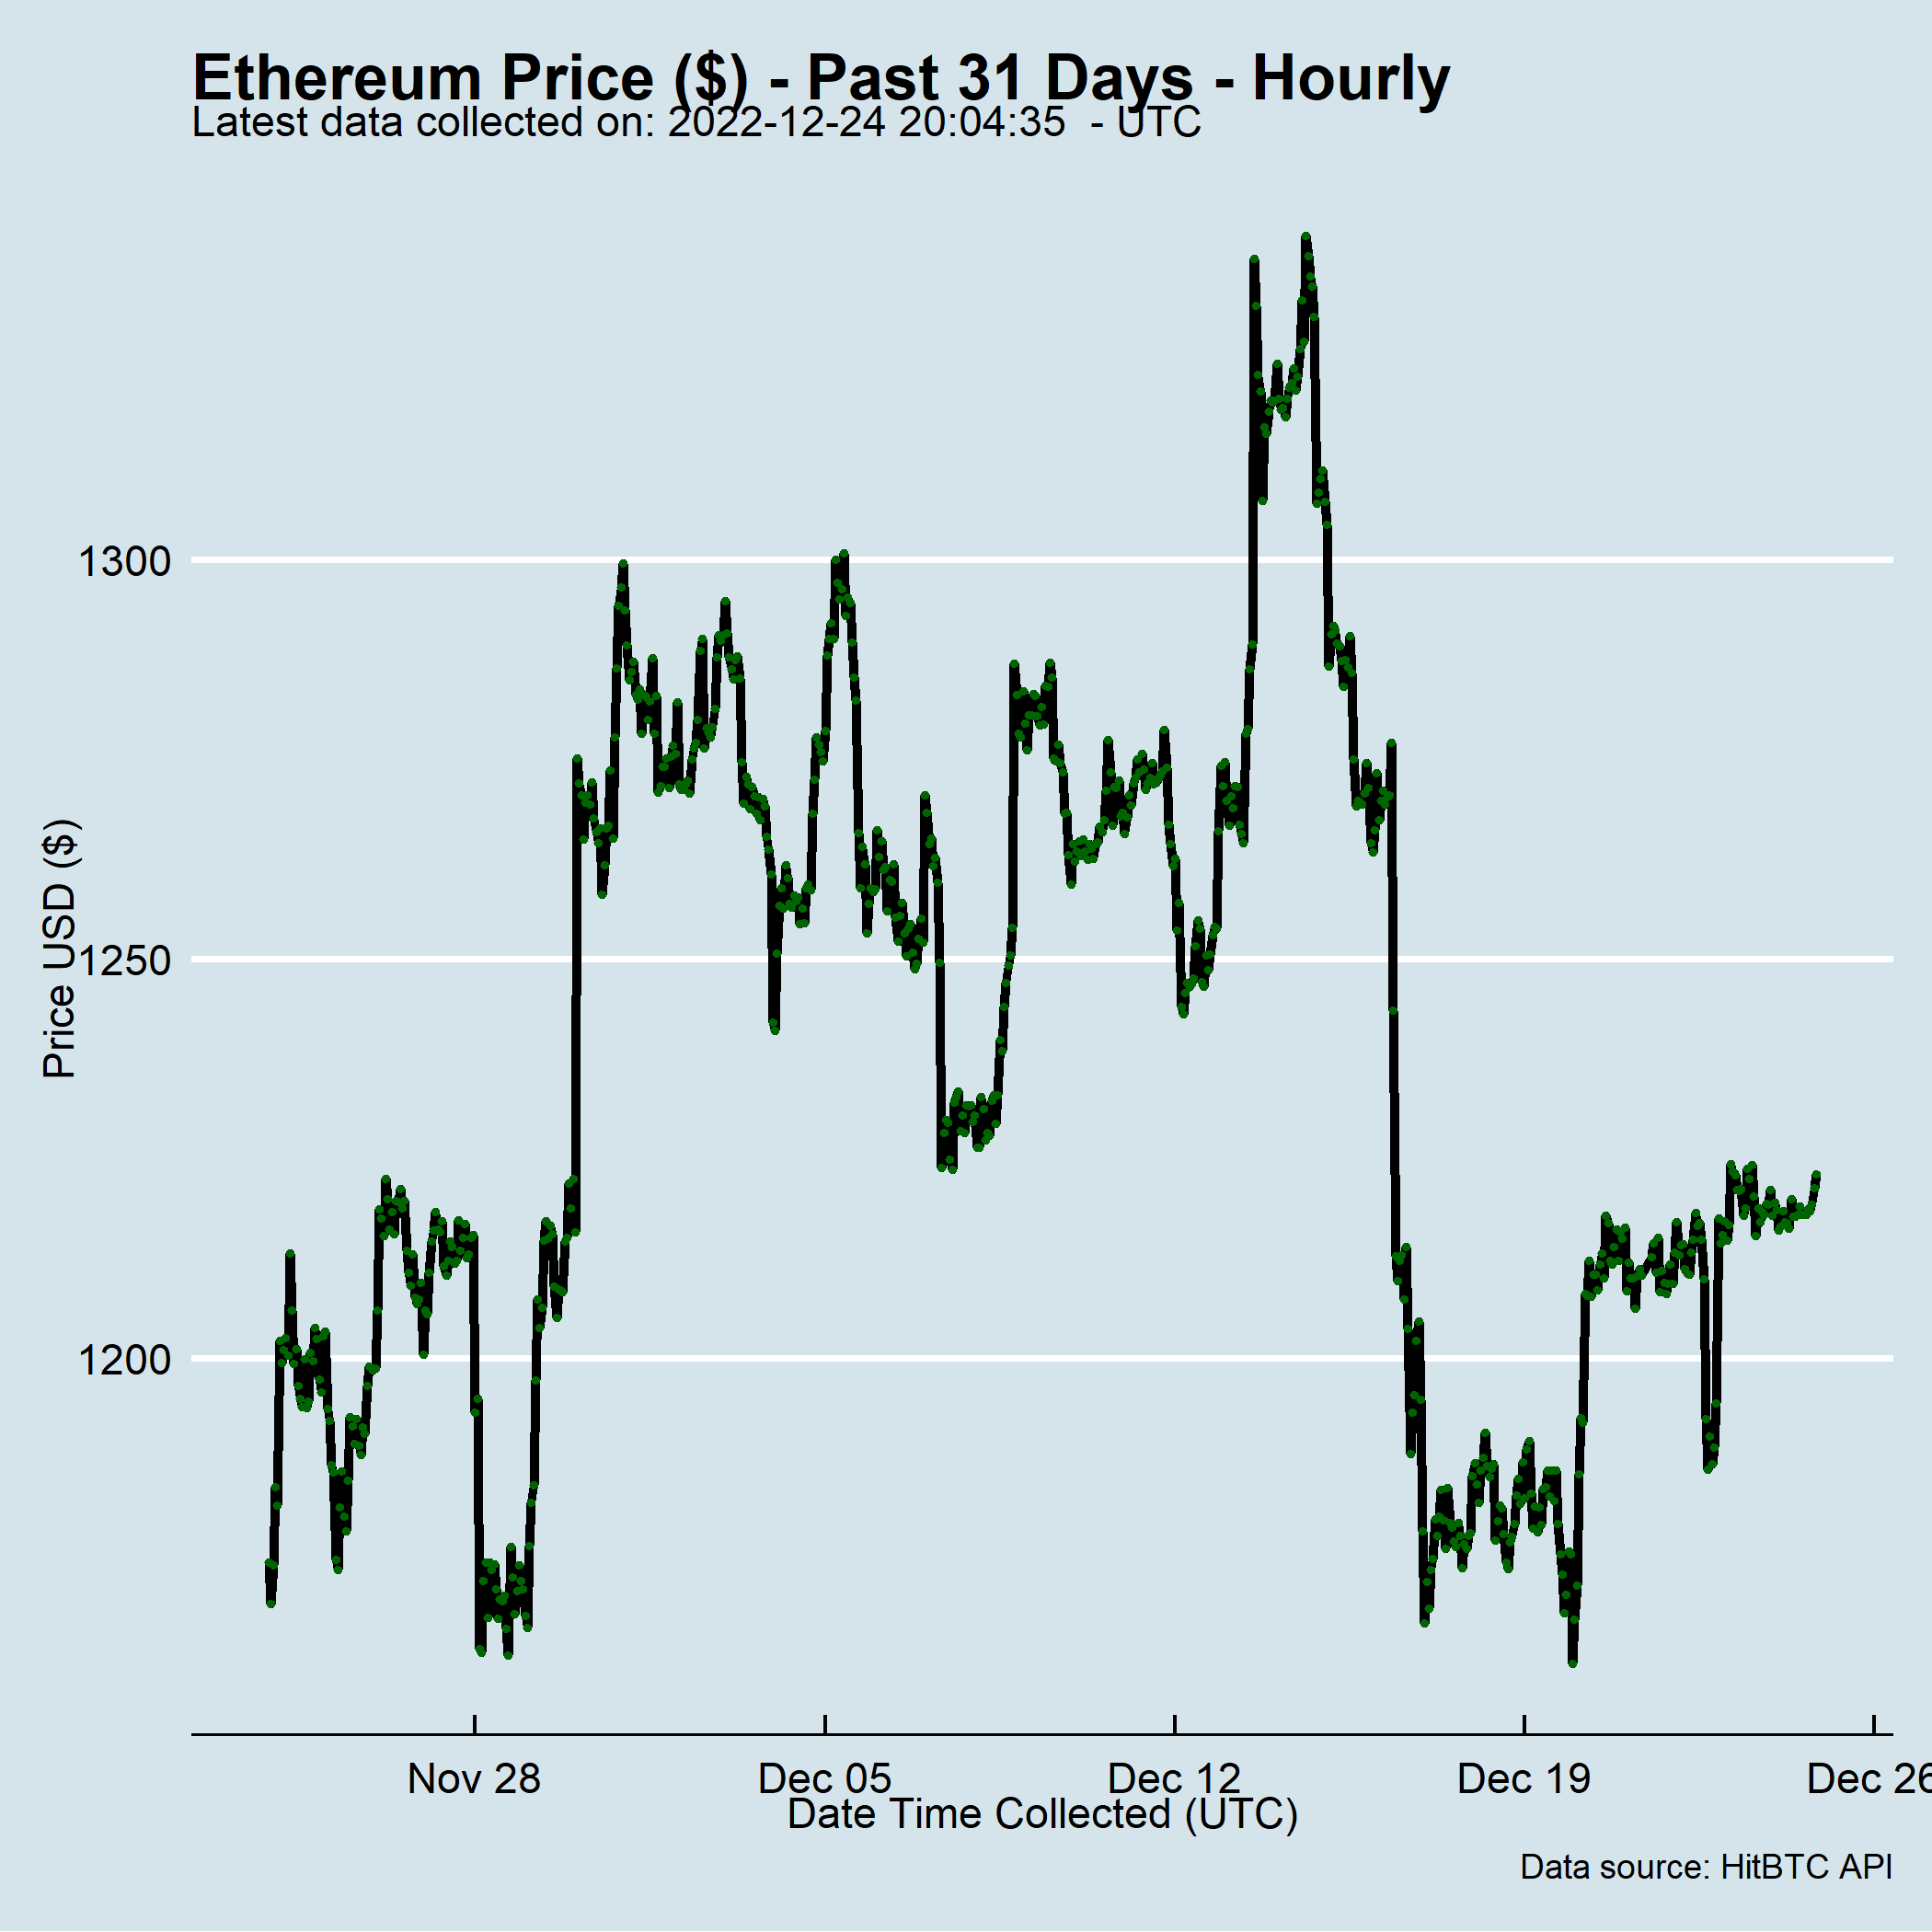 Ethereum Price ($) - Past 31 Days - Hourly
Latest data collected on: 2022-12-24 20:04:35  - UTC
Price USD ($)
1300
1250
1200
Nov 28
Dec 05
Dec 12
Dec 19
Dec 26
Date Time Collected (UTC)
Data source: HitBTC API